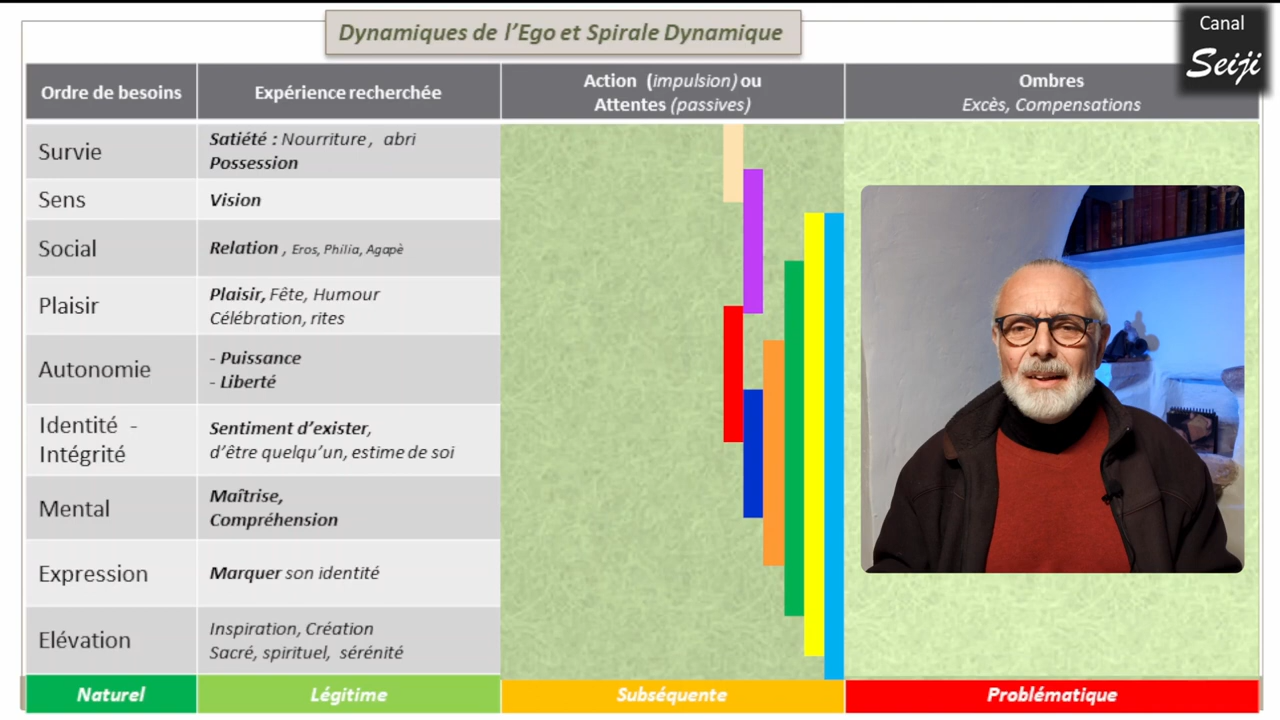 Dynamiques de l'Ego et Spirale Dynamique
Canal
Seiji
Ordre de besoins
Expérience recherchée
Action (impulsion) ou
Attentes (passives)
Ombres
Excès, Compensations
Survie
Satiété : Nourriture, abri
Possession
Sens
Vision
Social
Relation , Eros, Philia, Agapè
Plaisir
Plaisir, Fête, Humour
Célébration, rites
Autonomie
- Puissance
- Liberté
Identité -
Intégrité
Sentiment d'exister,
d'être quelqu'un, estime de soi
Mental
Maîtrise,
Compréhension
Expression
Marquer son identité
Elévation
Inspiration, Création
Sacré, spirituel, sérénité
Naturel
Légitime
Subséquente
Problématique